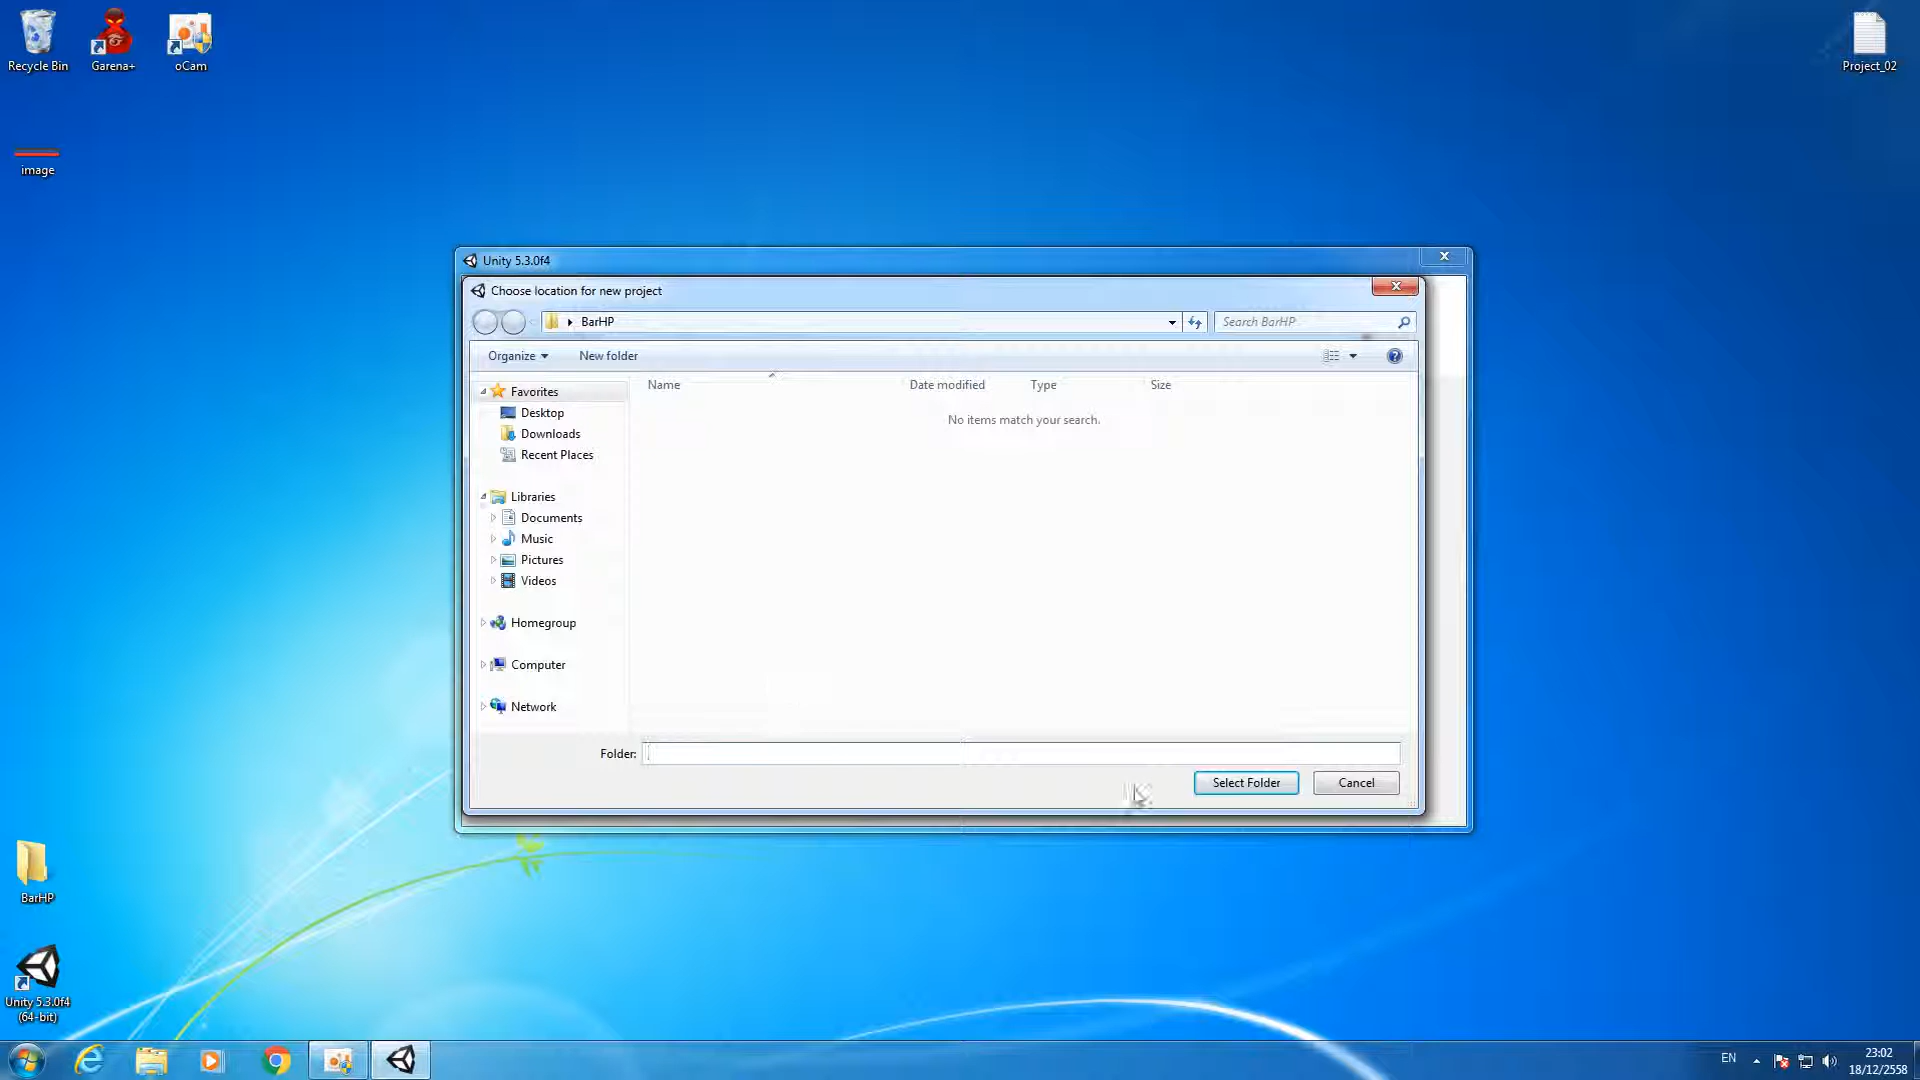 Recycle Bin
Garena+
oCam
Project_02
image
Unity 5.3.0f4
Choose location for new project
BarHP
Search BarHP
Organize
New folder
Name
Date modified
Type
Size
No items match your search.
Favorites
Desktop
Downloads
Recent Places
Libraries
Documents
Music
Pictures
Videos
Homegroup
Computer
Network
Folder:
Select Folder
Cancel
BarHP
Unity 5.3.0f4
(64-bit)
EN
23:02
18/12/2558